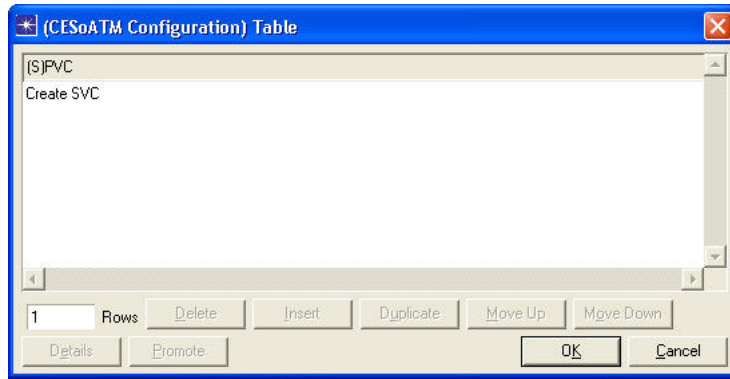 (CESoATM Configuration) Table
(S)PVC
Create SVC
1 Rows Delete Insert Duplicate Move Up Move Down
Details Promote OK Cancel